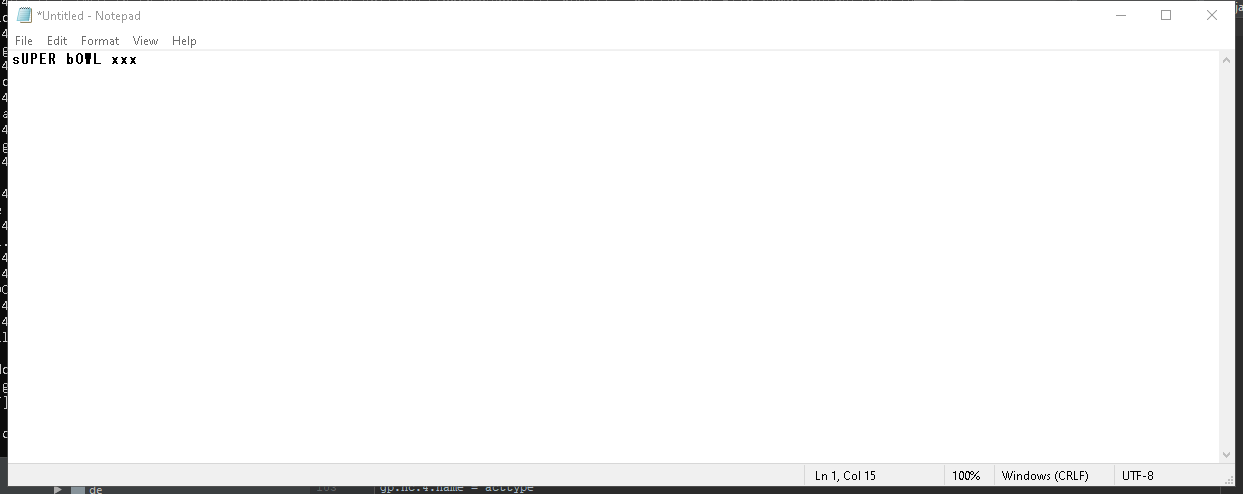 *Untitled - Notepad
File Edit Format View Help
sUPER bOWL xxx
Ln 1, Col 15 100% Windows (CRLF) UTF-8
de